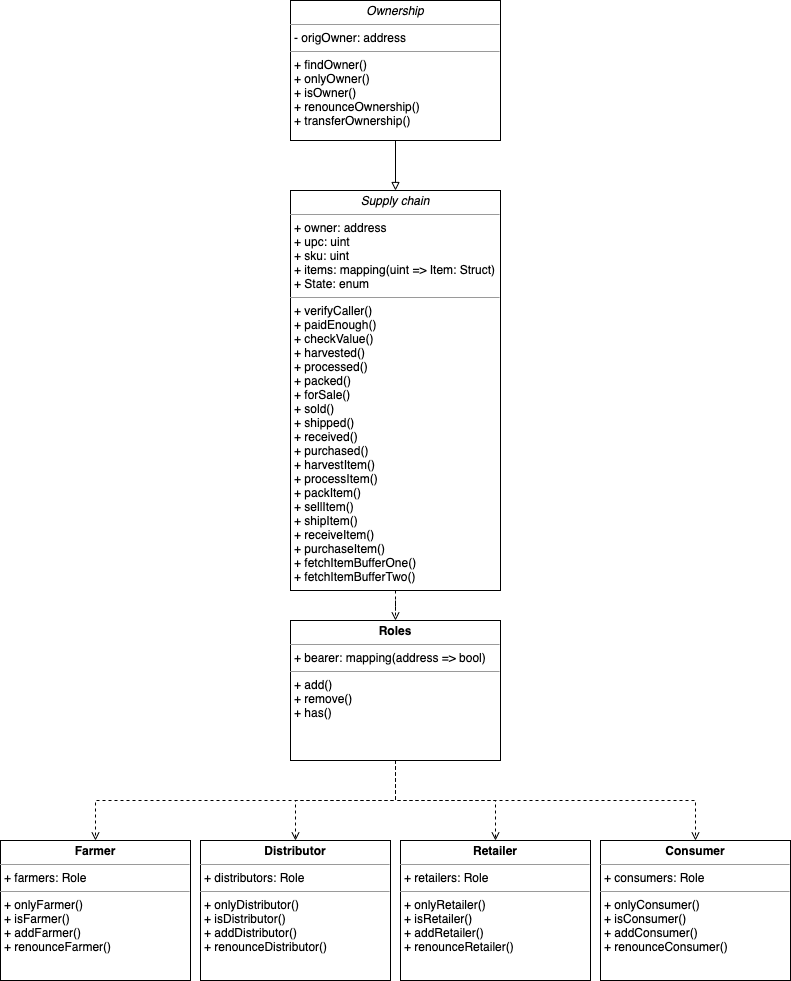 Ownership
- origOwner: address
+ findOwner()
+ onlyOwner()
+ isOwner()
+ renounceOwnership()
+ transferOwnership()
Supply chain
+ owner: address
+ upc: uint
+ sku: uint
+ items: mapping(uint => Item: Struct)
+ State: enum
+ verifyCaller()
+ paidEnough()
+ checkValue()
+ harvested()
+ processed()
+ packed()
+ forSale()
+ sold()
+ shipped()
+ received()
+ purchased()
+ harvestItem()
+ processItem()
+ packItem()
+ sellItem()
+ shipItem()
+ receiveItem()
+ purchaseItem()
+ fetchItemBufferOne()
+ fetchItemBufferTwo()
Roles
+ bearer: mapping(address => bool)
+ add()
+ remove()
+ has()
Farmer
+ farmers: Role
+ onlyFarmer()
+ isFarmer()
+ addFarmer()
+ renounceFarmer()
Distributor
+ distributors: Role
+ onlyDistributor()
+ isDistributor()
+ addDistributor()
+ renounceDistributor()
Retailer
+ retailers: Role
+ onlyRetailer()
+ isRetailer()
+ addRetailer()
+ renounceRetailer()
Consumer
+ consumers: Role
+ onlyConsumer()
+ isConsumer()
+ addConsumer()
+ renounceConsumer()